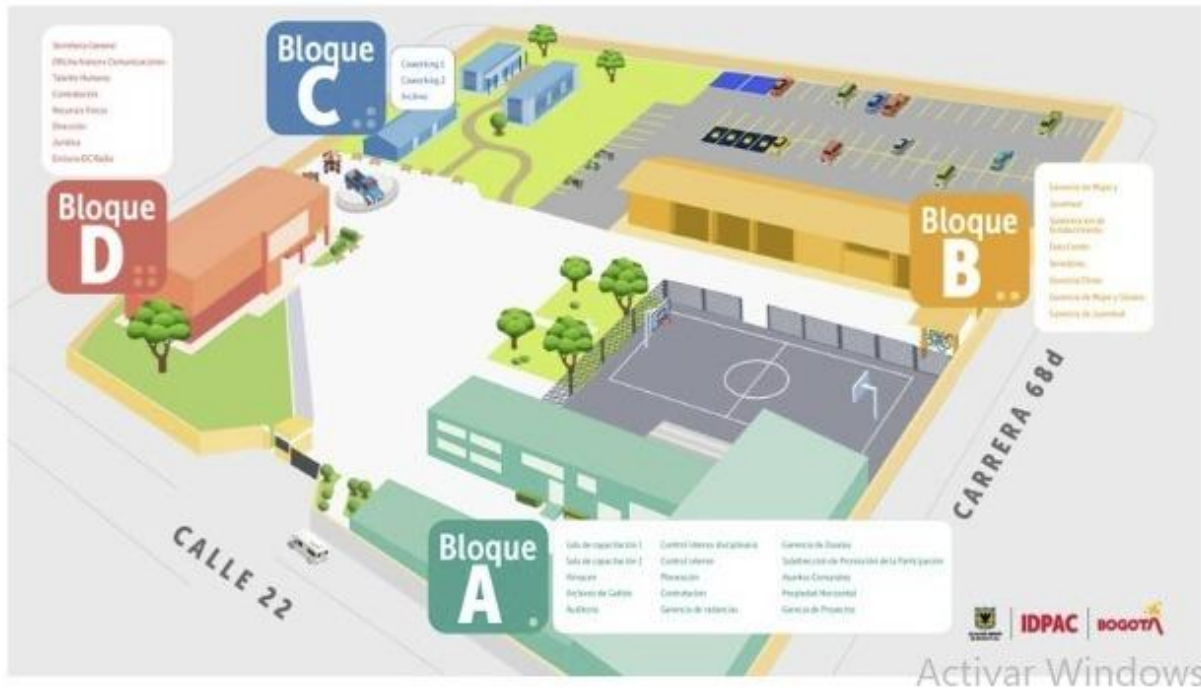 Secretaría General
Oficina Asesora Comunicaciones
Talento Humano
Contratación
Recursos Físicos
Dirección
Jurídica
Emisora DC Radio
Bloque
D
Bloque
C
Coworking 1
Coworking 2
Archivo
Bloque
B
Gerencia de Mujer y
Juventud
Subdirección de
Fortalecimiento
Data Center
Servidores
Gerencia Etnias
Gerencia de Mujer y Género
Gerencia de Juventud
CARRERA 68d
CALLE 22
Bloque
A
Sala de capacitación 1
Sala de capacitación 2
Almacén
Archivos de Gestión
Auditorio
Control interno disciplinario
Control interno
Planeación
Contratación
Gerencia de
Gerencia de Escuela
Subdirección de Promoción de la Participación
Asuntos Comunales
Propiedad Horizontal
Gerencia de Proyectos
IDPAC
BOGOTÁ
Activar Windows